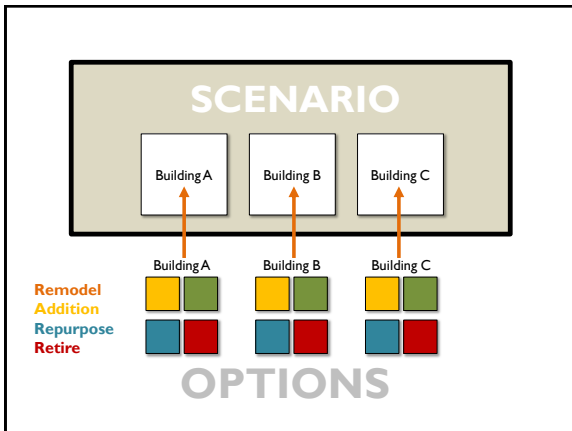 SCENARIO
Building A Building B Building C
Building A Building B Building C
Remodel
Addition
Repurpose
Retire
OPTIONS